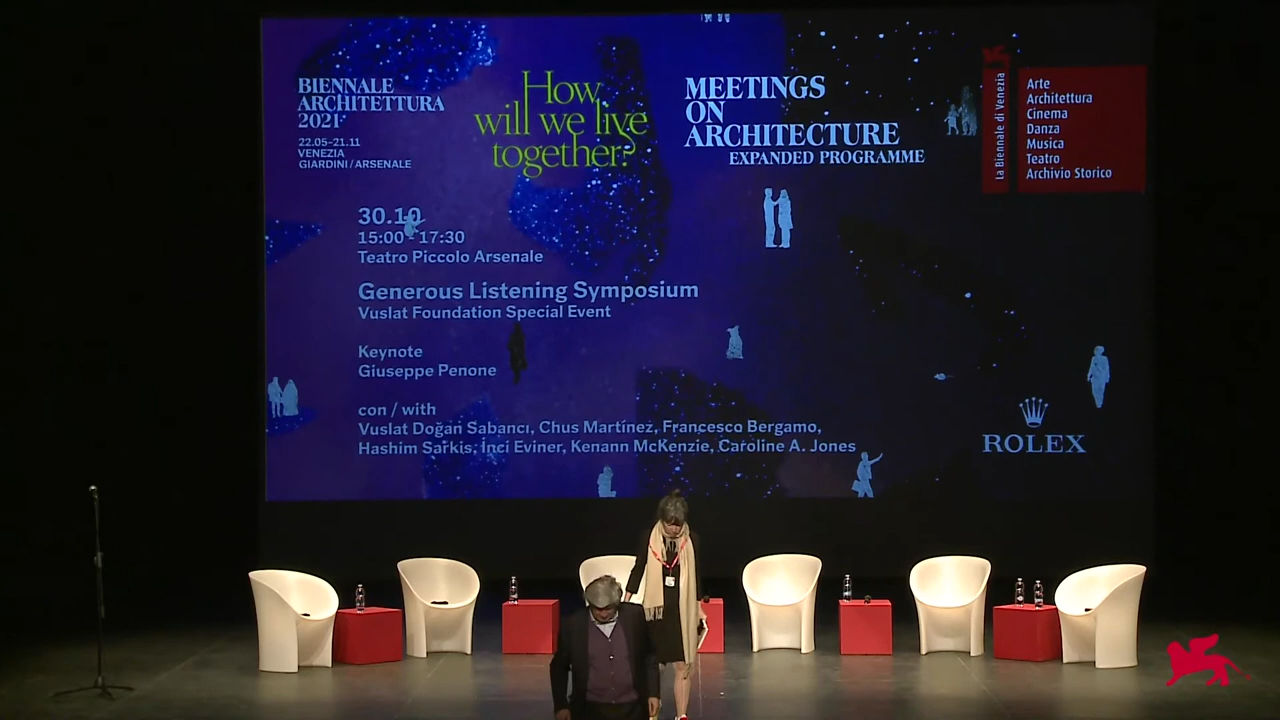 BIENNALE
ARCHITETTURA
2021
22.05-21.11
VENEZIA
GIARDINI/ARSENALE
How
will we live
together?
MEETINGS
ON
ARCHITECTURE
EXPANDED PROGRAMME
La Biennale di Venezia
Arte
Architettura
Cinema
Danza
Musica
Teatro
Archivio Storico
30.10
15:00 - 17:30
Teatro Piccolo Arsenale
Generous Listening Symposium
Vuslat Foundation Special Event
Keynote
Giuseppe Penone
con / with
Vuslat Doğan Sabancı, Chus Martínez, Francesco Bergamo,
Hashim Sarkis, İnci Eviner, Kenann McKenzie, Caroline A. Jones
ROLEX